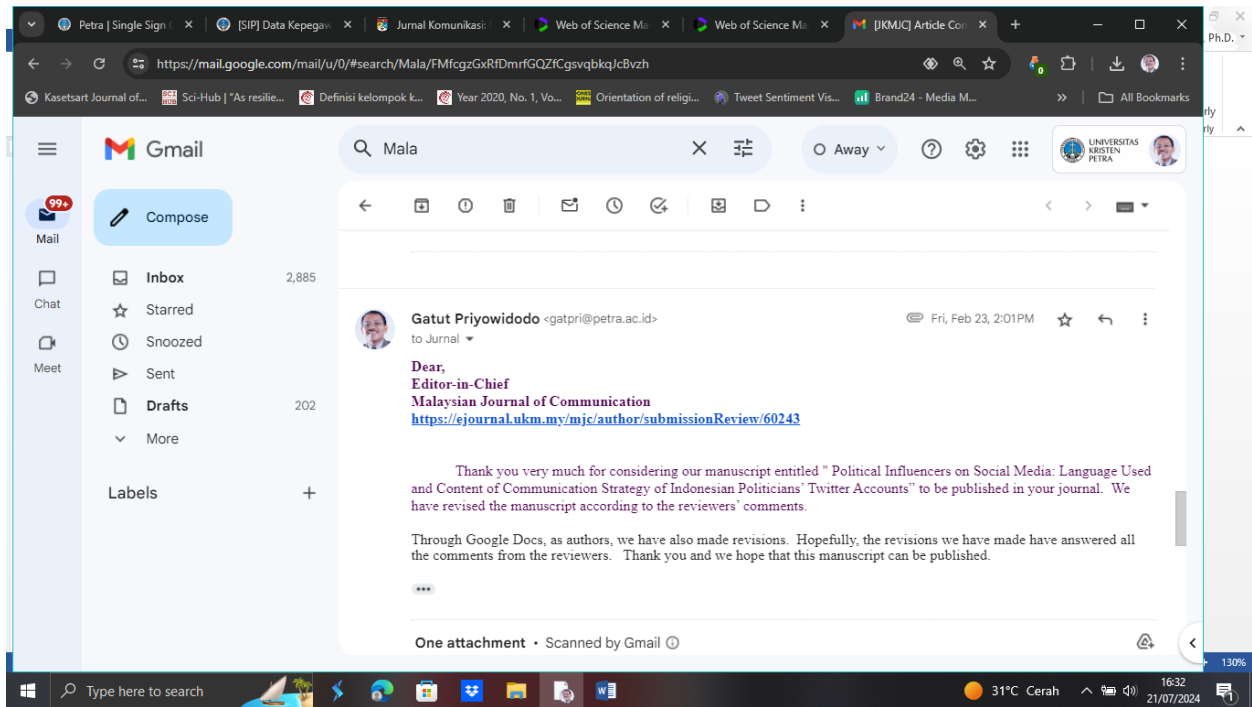 Petra | Single Sign
[SIP] Data Kepegaw
Jurnal Komunikasi:
Web of Science Ma
Web of Science Ma
[JKMJC] Article Con
Ph.D.
https://mail.google.com/mail/u/0/#search/Mala/FMfcgzGxRfDmrfGQZfCgsvqbkqJcBvzh
0
Kasetsart Journal of...
SCI HUB
Sci-Hub | "As resilie...
Definisi kelompok k...
Year 2020, No. 1, Vo...
Orientation of religi...
Tweet Sentiment Vis...
Brand24 - Media M...
»
All Bookmarks
rly
rly
Gmail
Mala
Away
UNIVERSITAS
KRISTEN
PETRA
99+
Mail
Compose
Inbox 2,885
Chat
Starred
Snoozed
Meet
Sent
Drafts 202
More
Labels
Gatut Priyowidodo <gatpri@petra.ac.id>
Fri, Feb 23, 2:01 PM
to Jurnal
Dear,
Editor-in-Chief
Malaysian Journal of Communication
https://ejournal.ukm.my/mjc/author/submissionReview/60243
Thank you very much for considering our manuscript entitled " Political Influencers on Social Media: Language Used
and Content of Communication Strategy of Indonesian Politicians’ Twitter Accounts” to be published in your journal. We
have revised the manuscript according to the reviewers’ comments.
Through Google Docs, as authors, we have also made revisions. Hopefully, the revisions we have made have answered all
the comments from the reviewers. Thank you and we hope that this manuscript can be published.
One attachment • Scanned by Gmail
130%
Type here to search
31°C Cerah
16:32
21/07/2024
1